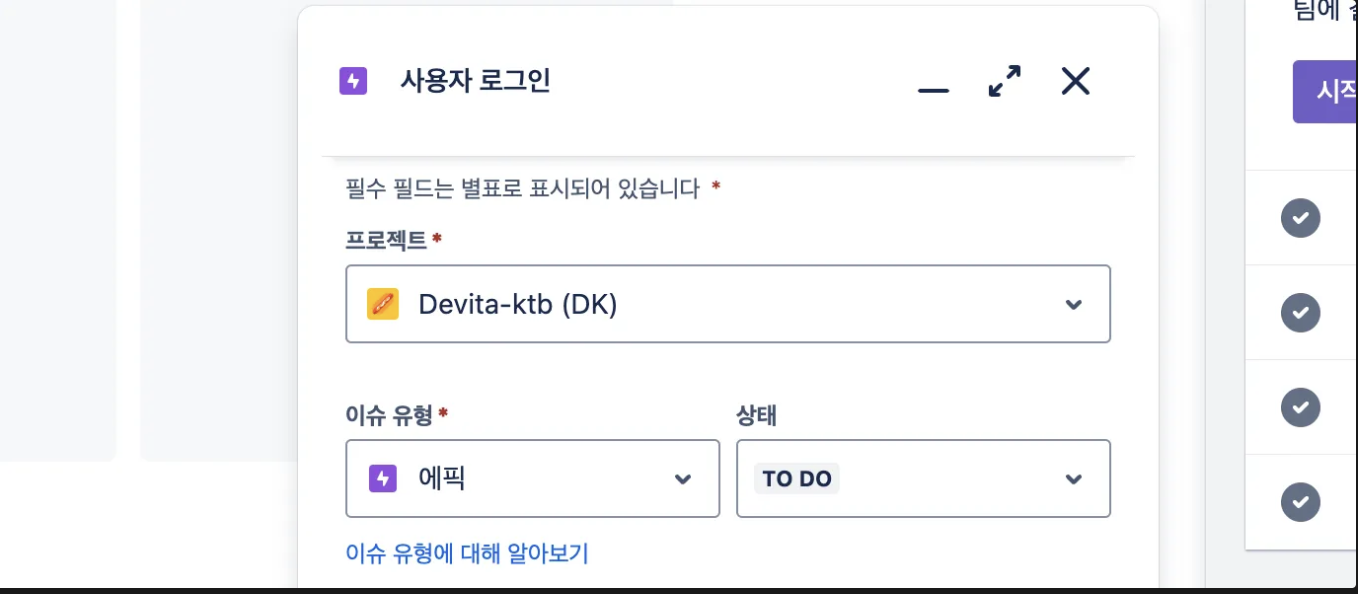 사용자 로그인
필수 필드는 별표로 표시되어 있습니다 *
프로젝트 *
Devita-ktb (DK)
이슈 유형 *
상태
에픽
TO DO
이슈 유형에 대해 알아보기
팀에
시작